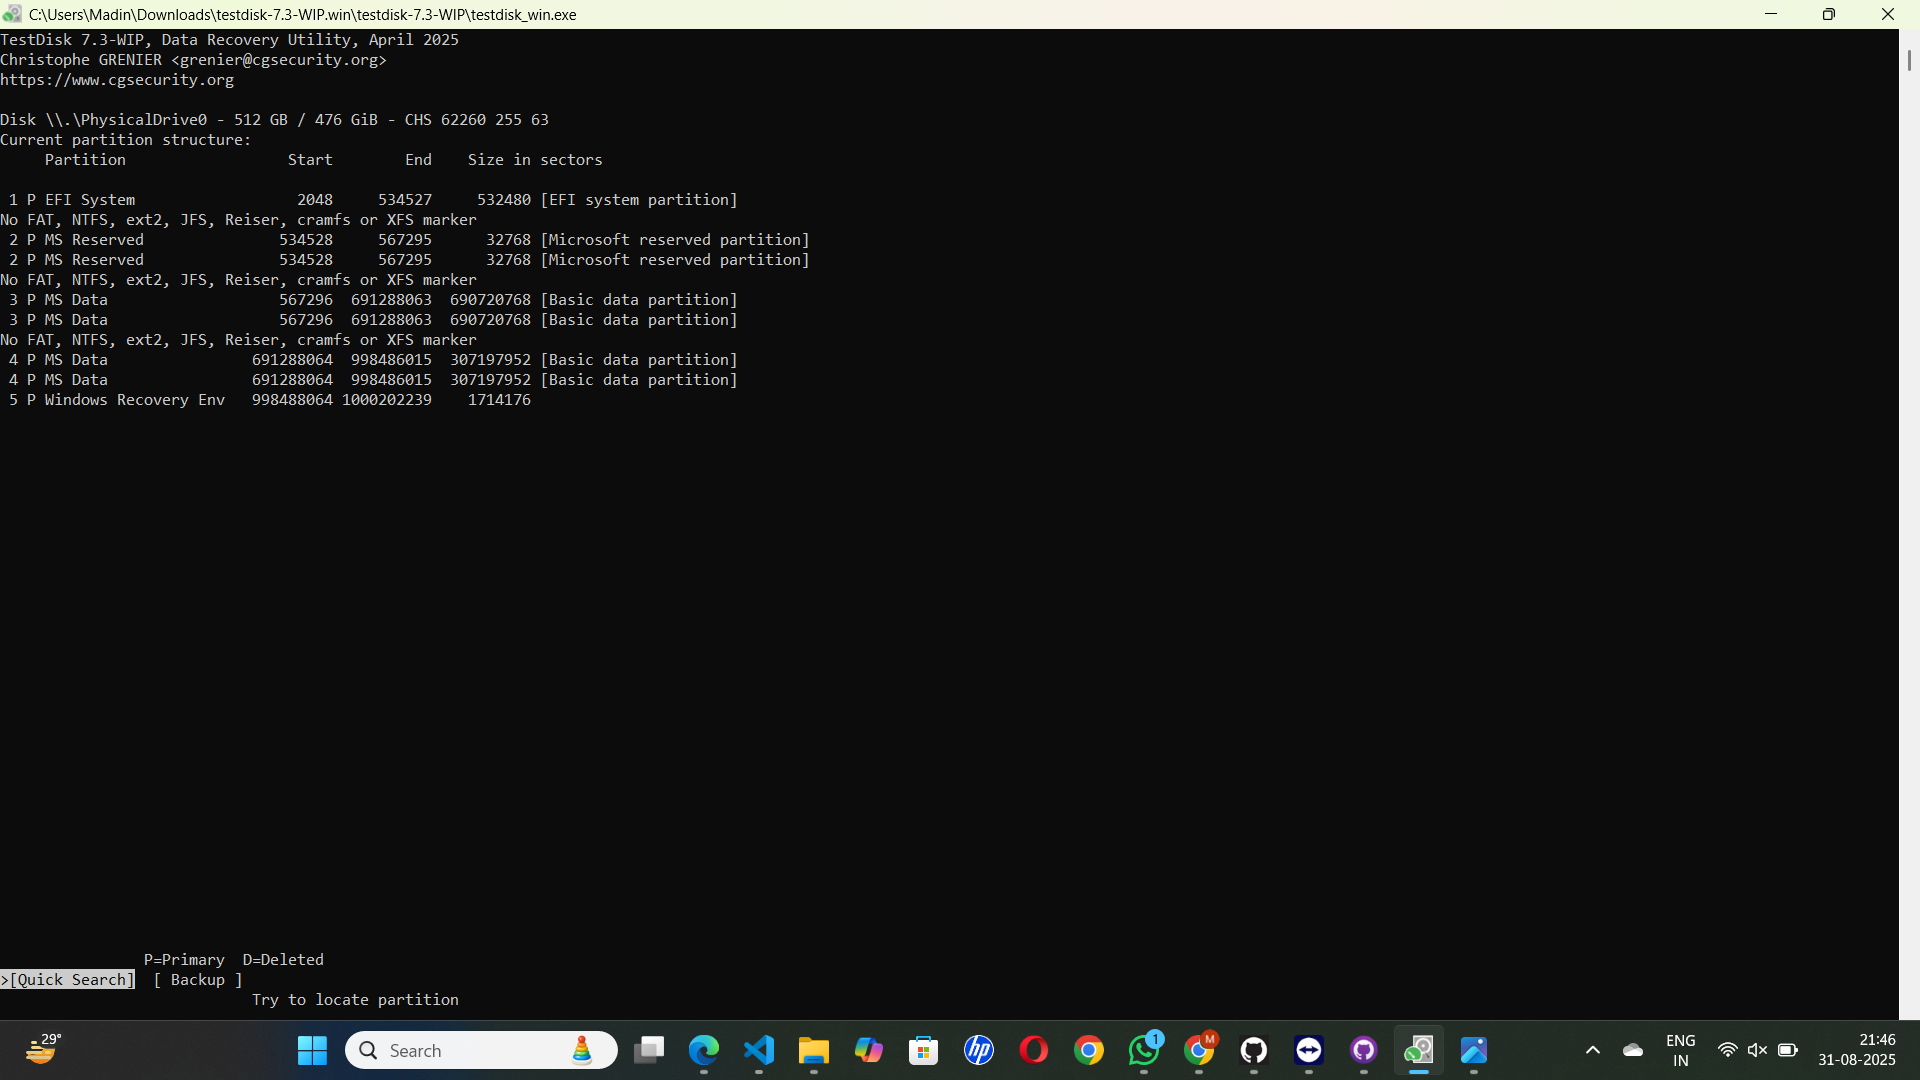 C:\Users\Madin\Downloads\testdisk-7.3-WIP.win\testdisk-7.3-WIP\testdisk_win.exe
TestDisk 7.3-WIP, Data Recovery Utility, April 2025
Christophe GRENIER <grenier@cgsecurity.org>
https://www.cgsecurity.org
Disk \\.\PhysicalDrive0 - 512 GB / 476 GiB - CHS 62260 255 63
Current partition structure:
     Partition                  Start        End    Size in sectors
 1 P EFI System                  2048     534527     532480 [EFI system partition]
No FAT, NTFS, ext2, JFS, Reiser, cramfs or XFS marker
 2 P MS Reserved               534528     567295      32768 [Microsoft reserved partition]
 2 P MS Reserved               534528     567295      32768 [Microsoft reserved partition]
No FAT, NTFS, ext2, JFS, Reiser, cramfs or XFS marker
 3 P MS Data                   567296  691288063  690720768 [Basic data partition]
 3 P MS Data                   567296  691288063  690720768 [Basic data partition]
No FAT, NTFS, ext2, JFS, Reiser, cramfs or XFS marker
 4 P MS Data                691288064  998486015  307197952 [Basic data partition]
 4 P MS Data                691288064  998486015  307197952 [Basic data partition]
 5 P Windows Recovery Env   998488064 1000202239    1714176
P=Primary  D=Deleted
>[Quick Search]  [ Backup ]
Try to locate partition
29°
Search
hp
1
M
ENG
IN
21:46
31-08-2025